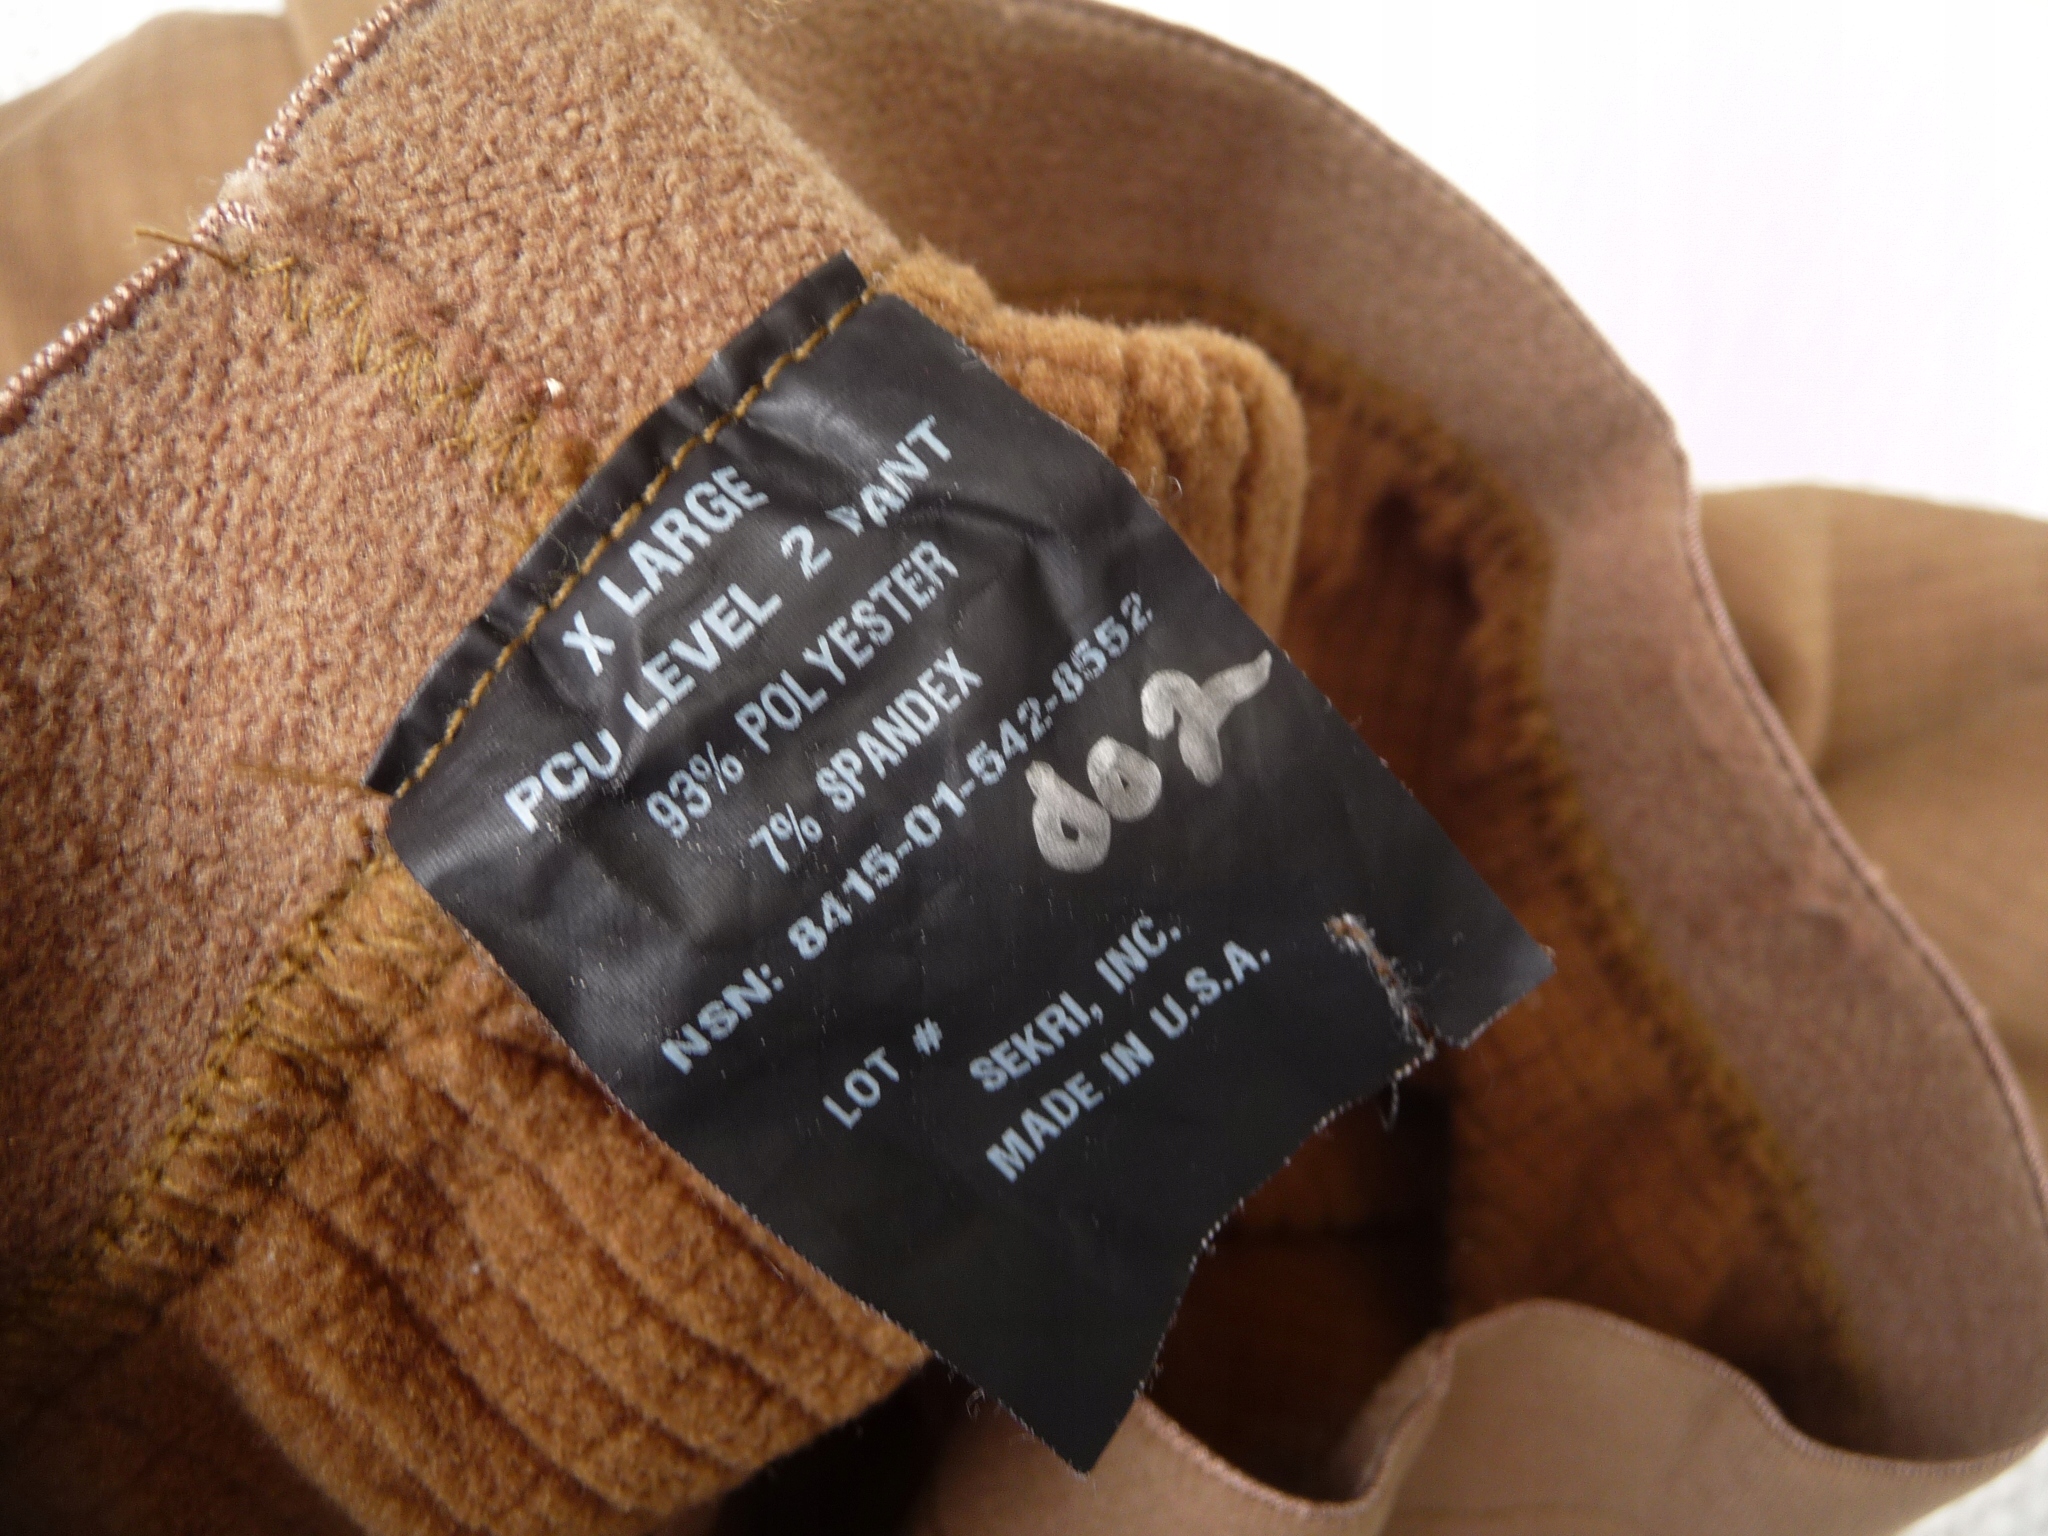 X LARGE
PCU LEVEL 2 PANT
93% POLYESTER
7% SPANDEX
NSN: 8415-01-542-8552
002
LOT #
SEKRI, INC.
MADE IN U.S.A.